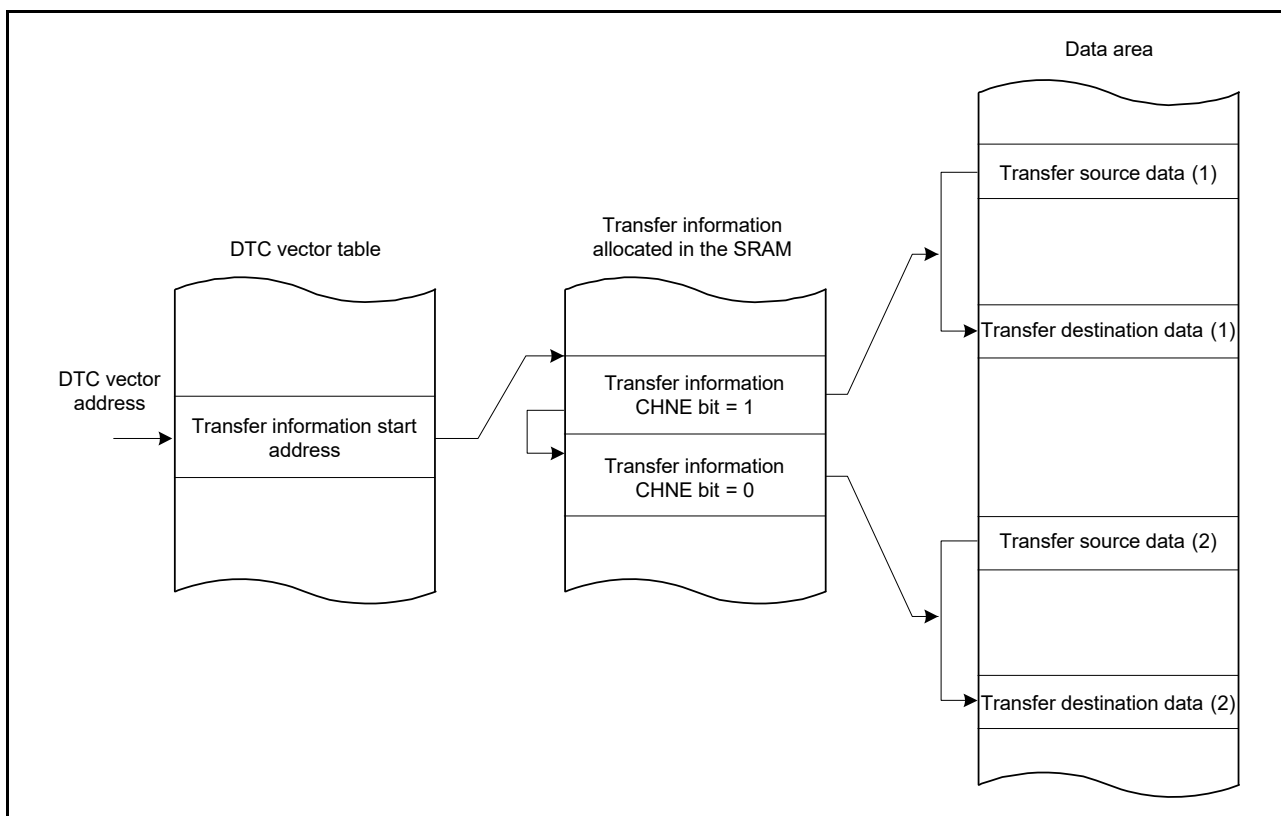 Data area
Transfer source data (1)
Transfer information
allocated in the SRAM
DTC vector table
Transfer destination data (1)
DTC vector
address
Transfer information
CHNE bit = 1
Transfer information start
address
Transfer information
CHNE bit = 0
Transfer source data (2)
Transfer destination data (2)